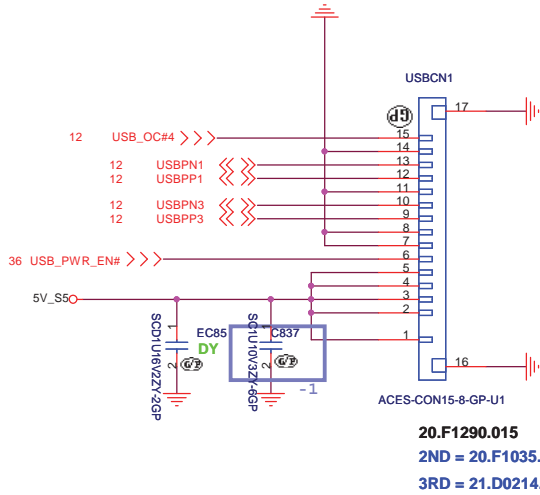 USBCN1
17
GP
12 USB_OC#4 15
14
12 USBPN1 13
12 USBPP1 12
11
12 USBPN3 10
12 USBPP3 9
8
7
36 USB_PWR_EN# 6
5
4
5V_S5 3
2
1
SCD1U16V2ZY-2GP
1
EC85
DY
2
G/P
SC1U10V3ZY-6GP
1
C837
2
G/P
-1
16
ACES-CON15-8-GP-U1
20.F1290.015
2ND = 20.F1035.
3RD = 21.D0214.